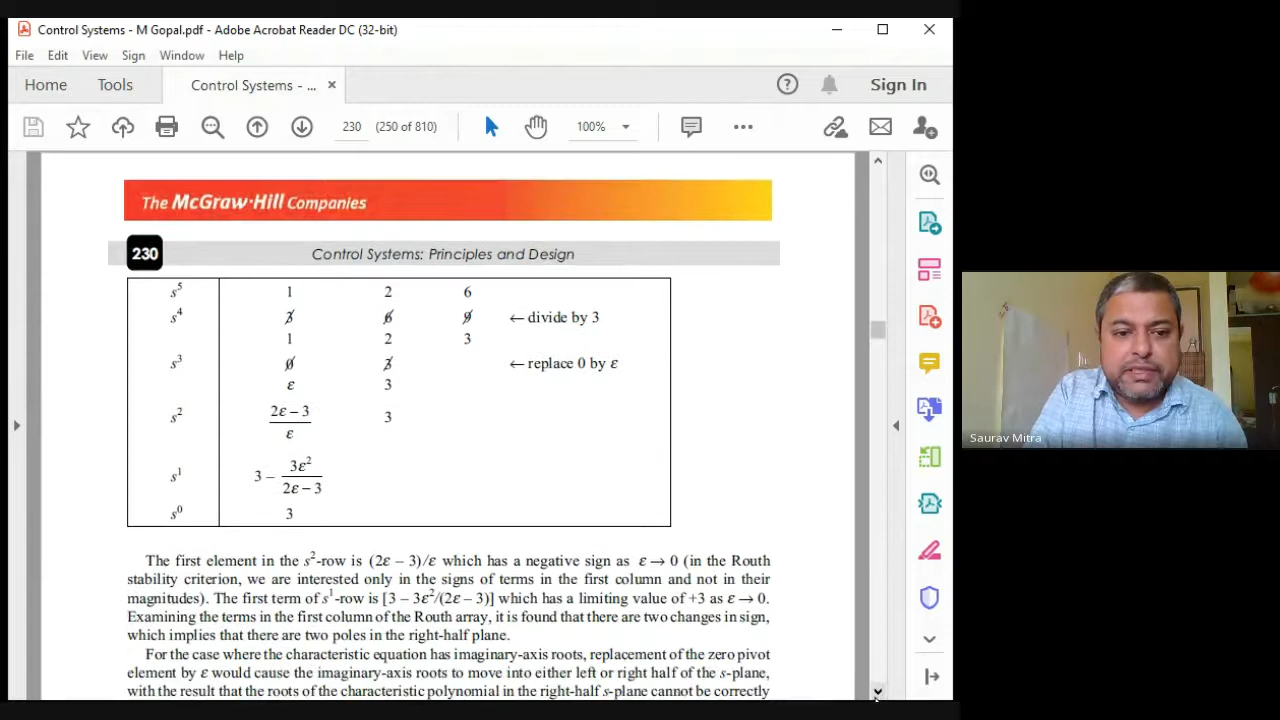 Control Systems - M Gopal.pdf - Adobe Acrobat Reader DC (32-bit)
File Edit View Sign Window Help
Home Tools Control Systems - ... × Sign In
230 (250 of 810) 100%
The McGraw·Hill Companies
230 Control Systems: Principles and Design
s⁵ 1 2 6
s⁴ 3 6 9 ← divide by 3
1 2 3
s³ 0 3 ← replace 0 by ε
ε 3
s² (2ε – 3)/ε 3
s¹ 3 – 3ε²/(2ε – 3)
s⁰ 3
The first element in the s²-row is (2ε – 3)/ε which has a negative sign as ε → 0 (in the Routh
stability criterion, we are interested only in the signs of terms in the first column and not in their
magnitudes). The first term of s¹-row is [3 – 3ε²/(2ε – 3)] which has a limiting value of +3 as ε → 0.
Examining the terms in the first column of the Routh array, it is found that there are two changes in sign,
which implies that there are two poles in the right-half plane.
For the case where the characteristic equation has imaginary-axis roots, replacement of the zero pivot
element by ε would cause the imaginary-axis roots to move into either left or right half of the s-plane,
with the result that the roots of the characteristic polynomial in the right-half s-plane cannot be correctly
Saurav Mitra